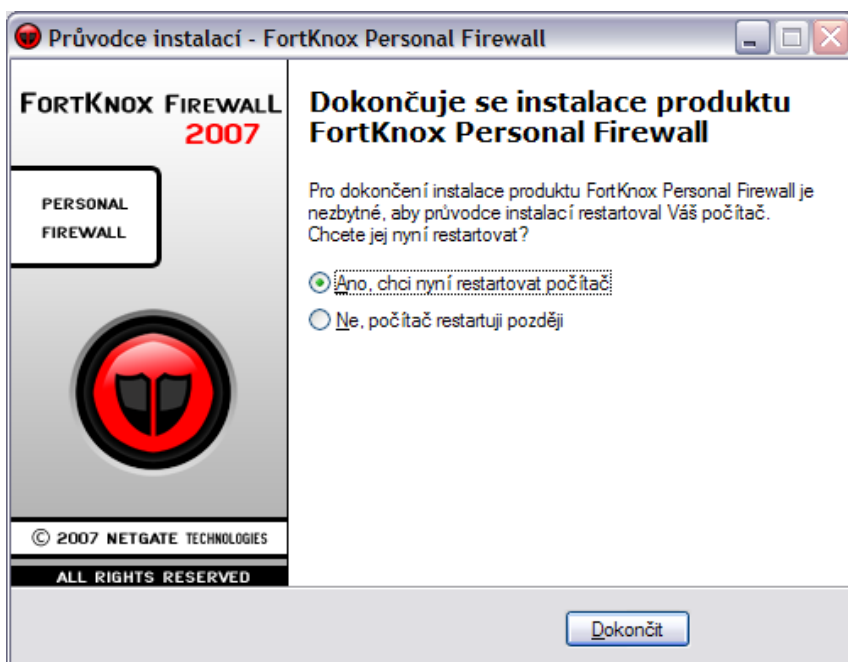 Průvodce instalací - FortKnox Personal Firewall
FORTKNOX FIREWALL
2007
PERSONAL
FIREWALL
© 2007 NETGATE TECHNOLOGIES
ALL RIGHTS RESERVED
Dokončuje se instalace produktu
FortKnox Personal Firewall
Pro dokončení instalace produktu FortKnox Personal Firewall je
nezbytné, aby průvodce instalací restartoval Váš počítač.
Chcete jej nyní restartovat?
Ano, chci nyní restartovat počítač
Ne, počítač restartuji později
Dokončit